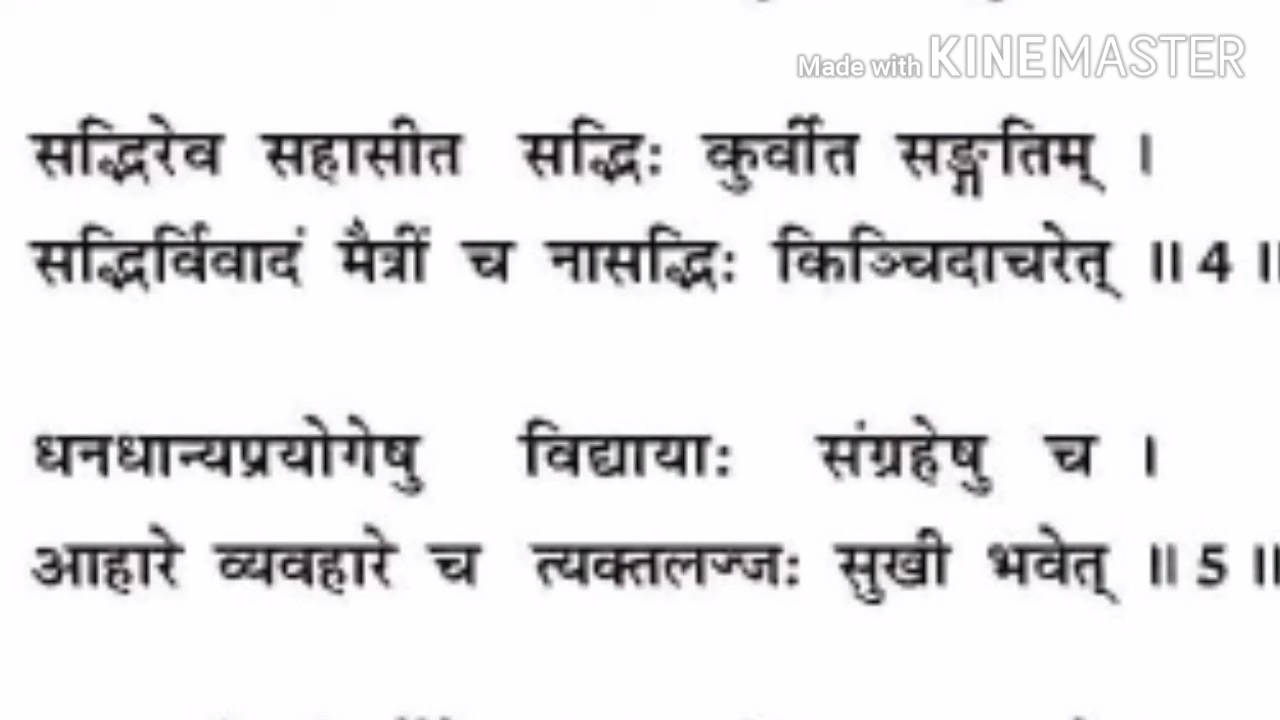 Made with KINEMASTER
सद्भिरेव सहासीत सद्भिः कुर्वीत सङ्गतिम् ।
सद्भिर्विवादं मैत्रीं च नासद्भिः किञ्चिदाचरेत् ॥ 4 ॥
धनधान्यप्रयोगेषु विद्यायाः संग्रहेषु च ।
आहारे व्यवहारे च त्यक्तलज्जः सुखी भवेत् ॥ 5 ॥